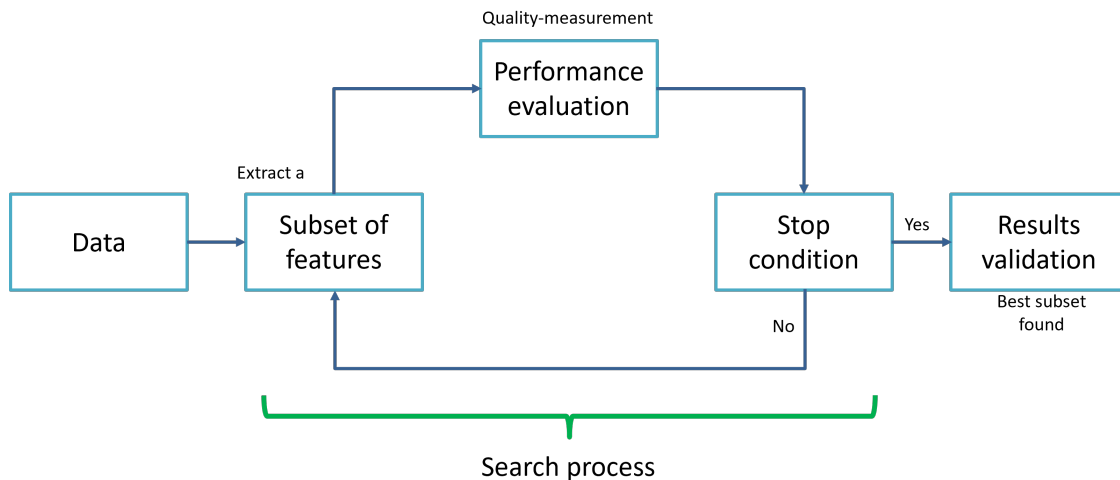 Quality-measurement
Performance
evaluation
Extract a
Data
Subset of
features
Stop
condition
Yes
Results
validation
No
Best subset
found
Search process